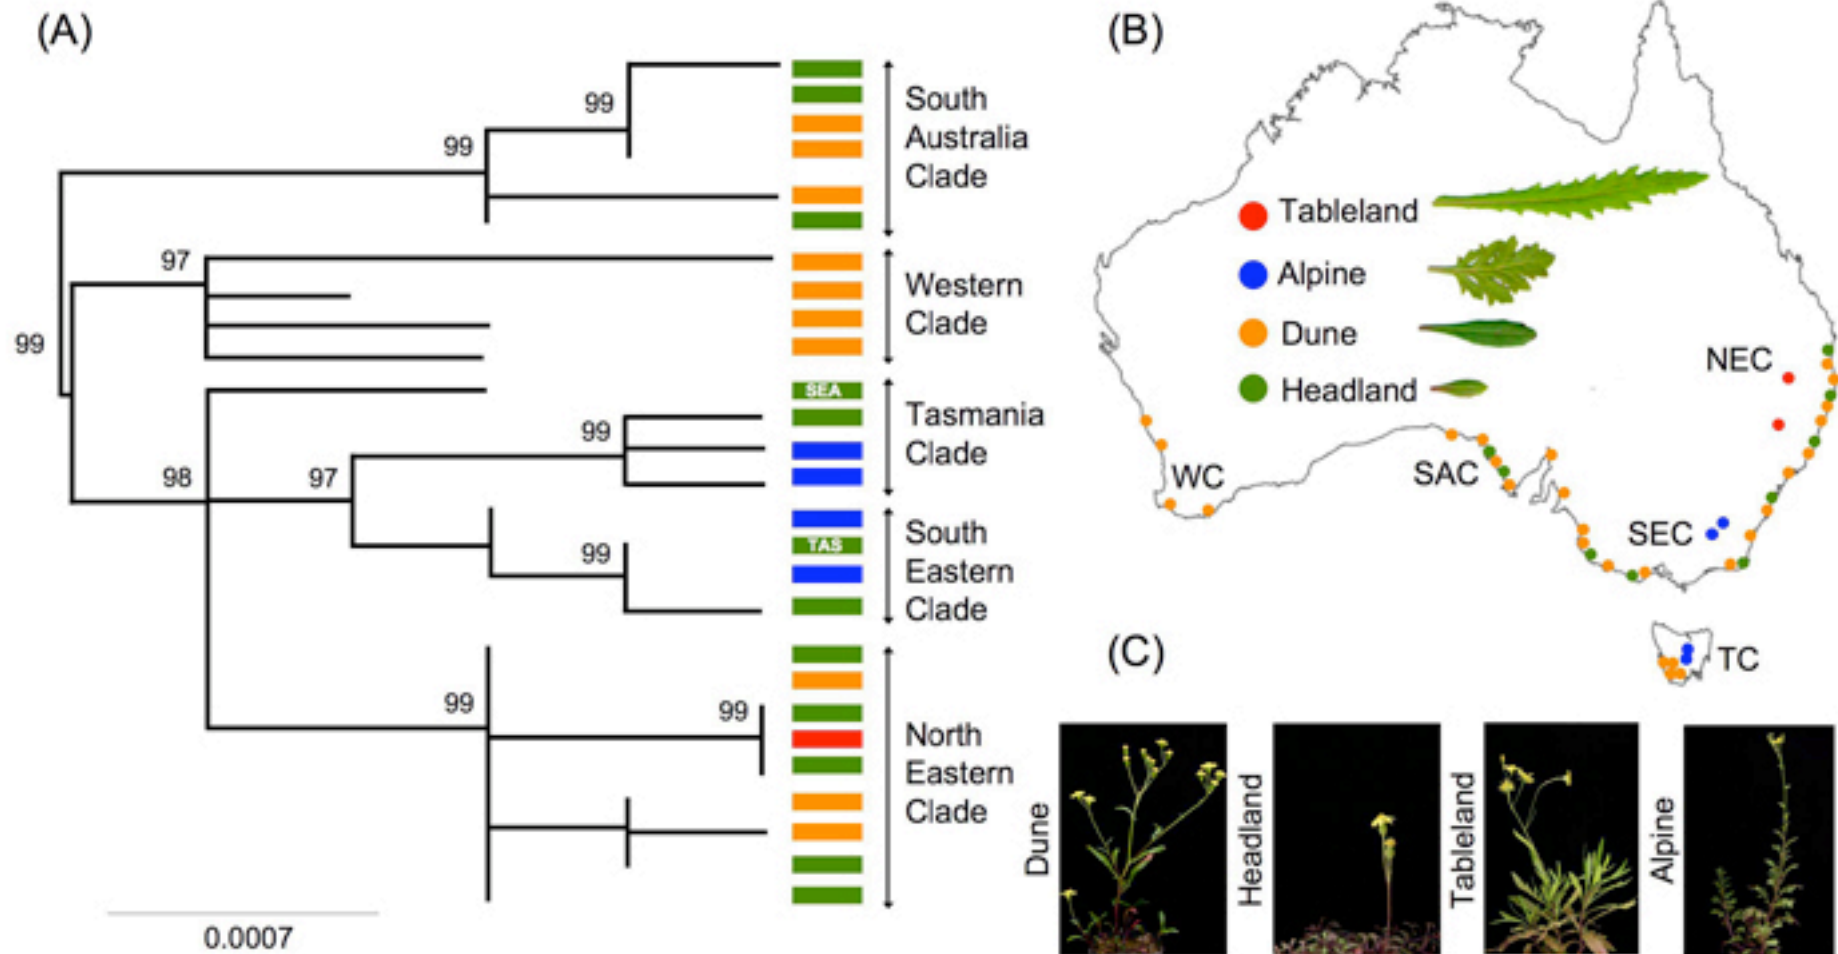 (A)
99
99
South
Australia
Clade
97
Western
Clade
99
SEA
99
Tasmania
Clade
98
97
99
TAS
South
Eastern
Clade
99
99
North
Eastern
Clade
0.0007
(B)
Tableland
Alpine
Dune
Headland
NEC
WC
SAC
SEC
TC
(C)
Dune
Headland
Tableland
Alpine